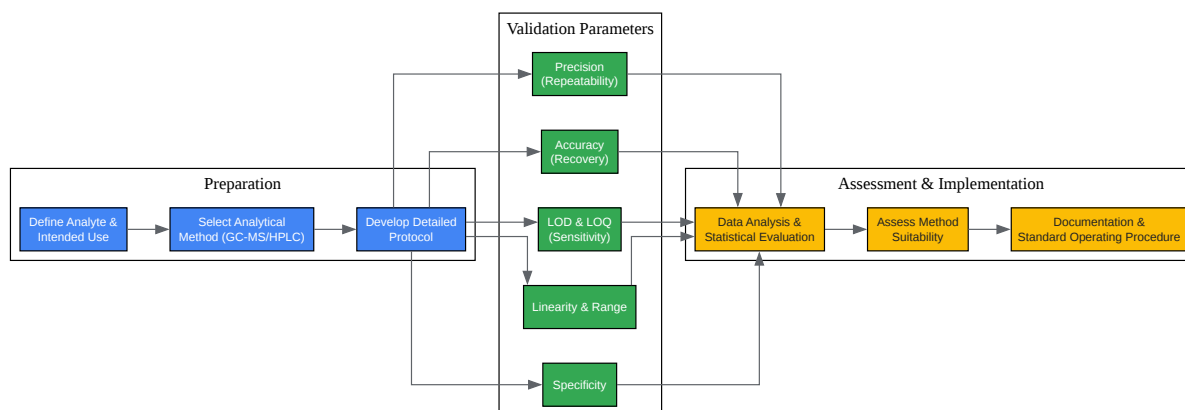 Validation Parameters
Precision
(Repeatability)
Accuracy
(Recovery)
Preparation
Assessment & Implementation
Define Analyte &
Intended Use
Select Analytical
Method (GC-MS/HPLC)
Develop Detailed
Protocol
LOD & LOQ
(Sensitivity)
Data Analysis &
Statistical Evaluation
Assess Method
Suitability
Documentation &
Standard Operating Procedure
Linearity & Range
Specificity